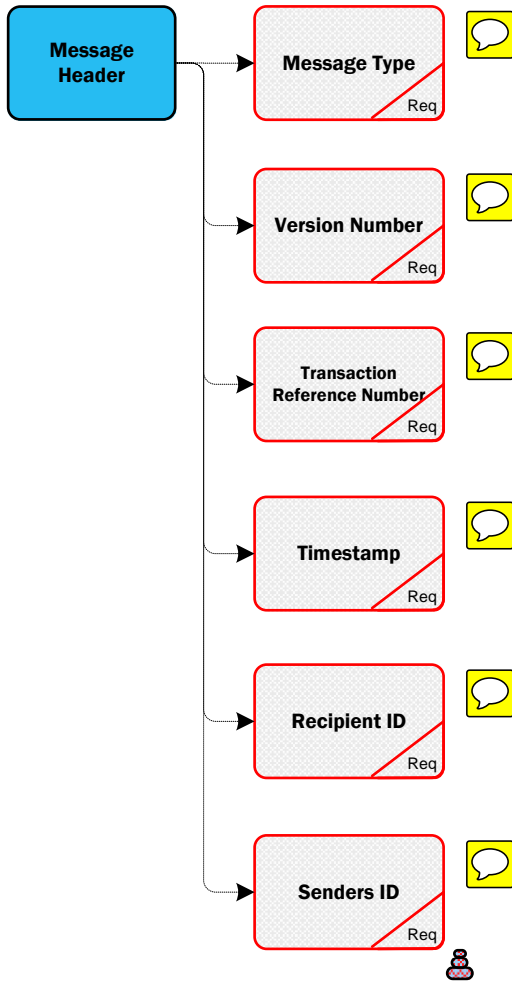 Message
Header
Message Type
Req
Version Number
Req
Transaction
Reference Number
Req
Timestamp
Req
Recipient ID
Req
Senders ID
Req